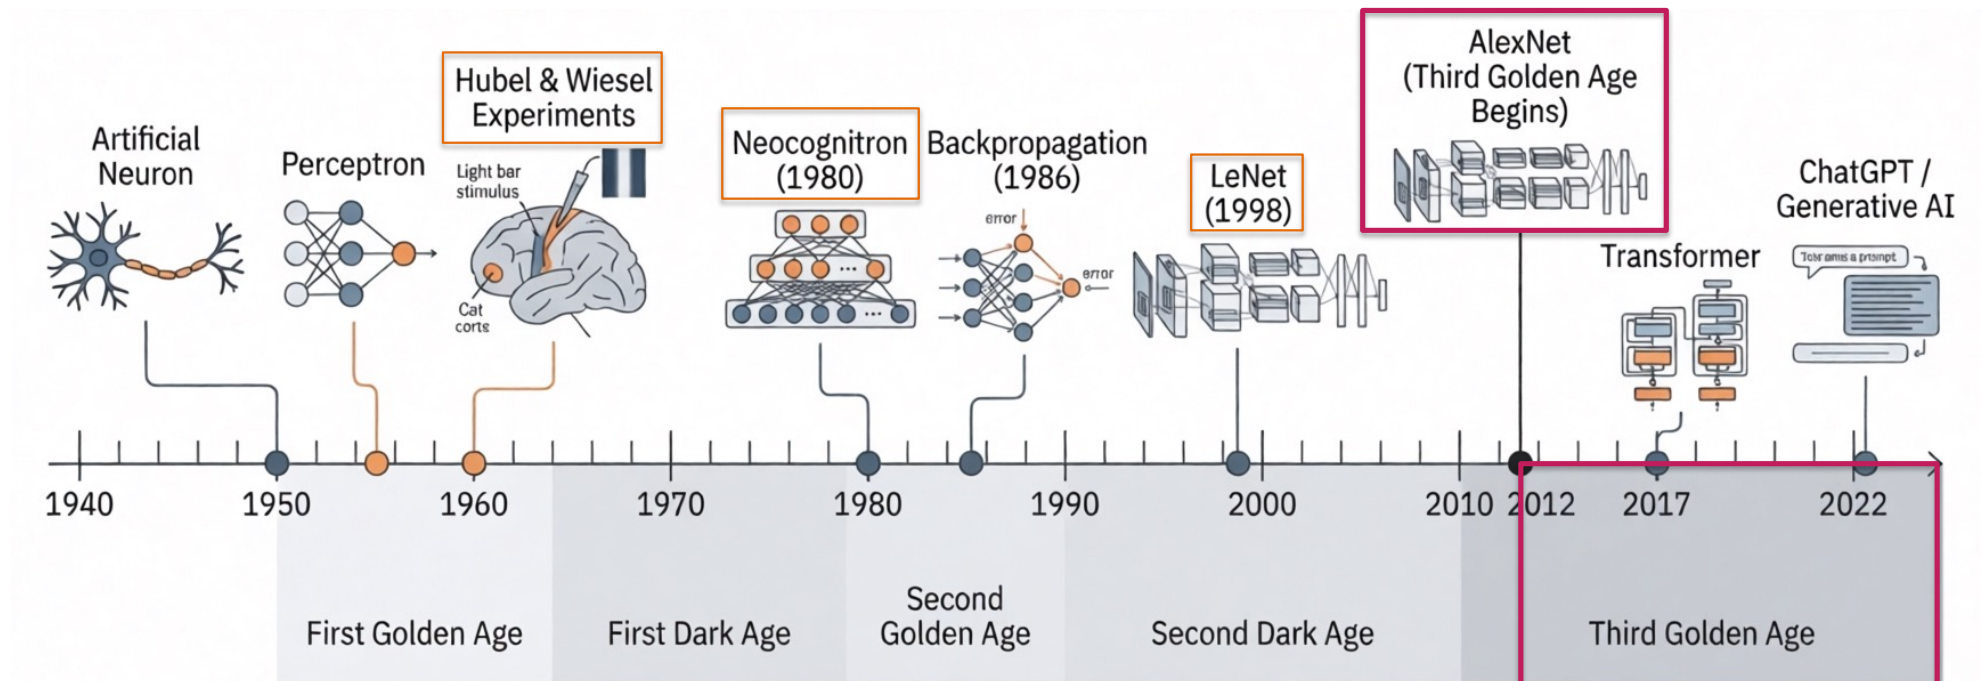 Artificial
Neuron
Perceptron
Hubel & Wiesel
Experiments
Light bar
stimulus
Cat
corts
Neocognitron
(1980)
Backpropagation
(1986)
error
error
LeNet
(1998)
AlexNet
(Third Golden Age
Begins)
Transformer
ChatGPT /
Generative AI
a prompt
1940
1950
1960
1970
1980
1990
2000
2010
2012
2017
2022
First Golden Age
First Dark Age
Second
Golden Age
Second Dark Age
Third Golden Age